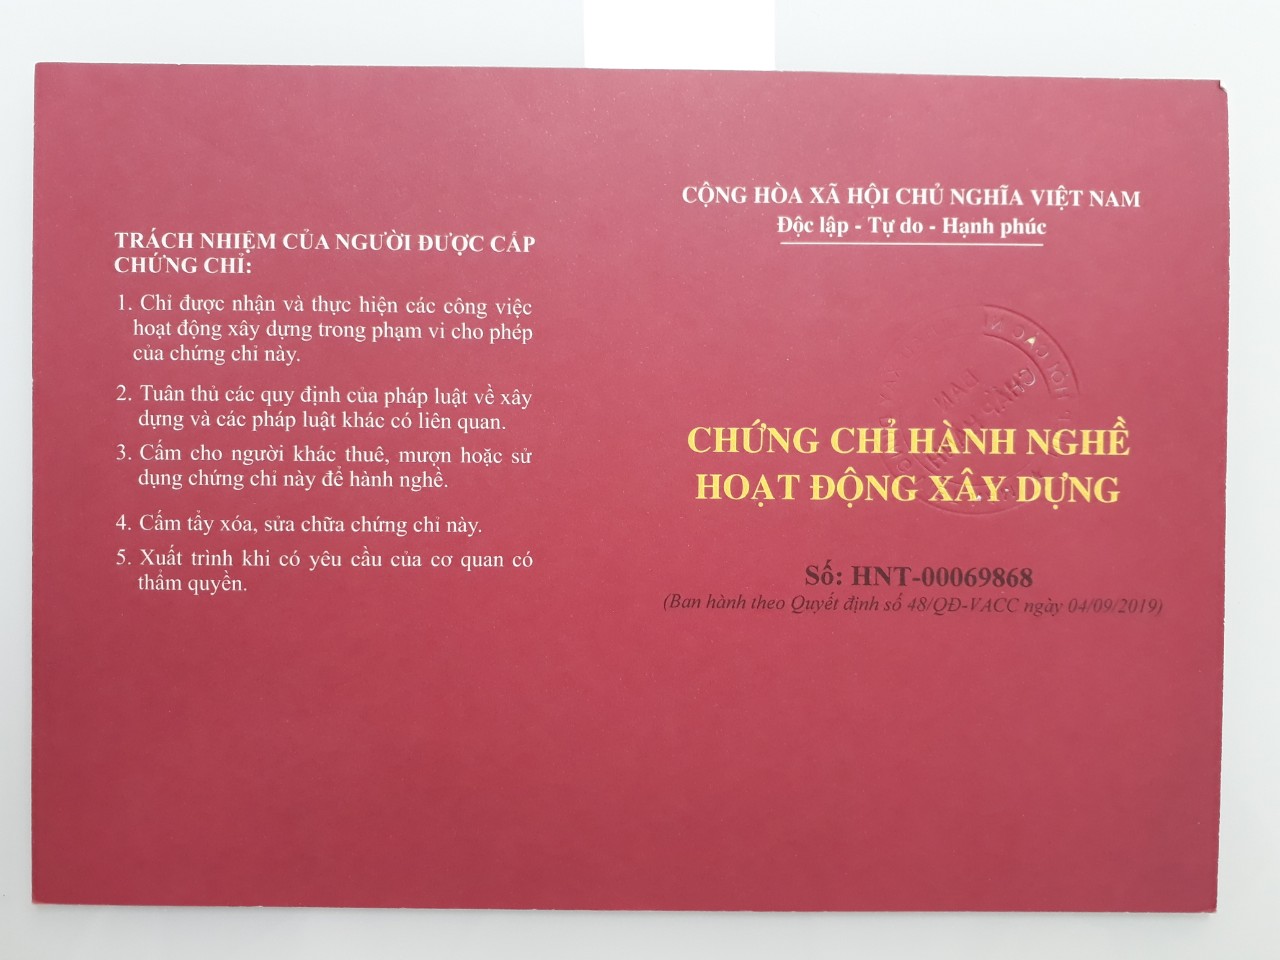 TRÁCH NHIỆM CỦA NGƯỜI ĐƯỢC CẤP
CHỨNG CHỈ:
1. Chỉ được nhận và thực hiện các công việc
hoạt động xây dựng trong phạm vi cho phép
của chứng chỉ này.
2. Tuân thủ các quy định của pháp luật về xây
dựng và các pháp luật khác có liên quan.
3. Cấm cho người khác thuê, mượn hoặc sử
dụng chứng chỉ này để hành nghề.
4. Cấm tẩy xóa, sửa chữa chứng chỉ này.
5. Xuất trình khi có yêu cầu của cơ quan có
thẩm quyền.
CỘNG HÒA XÃ HỘI CHỦ NGHĨA VIỆT NAM
Độc lập - Tự do - Hạnh phúc
CHỨNG CHỈ HÀNH NGHỀ
HOẠT ĐỘNG XÂY DỰNG
Số: HNT-00069868
(Ban hành theo Quyết định số 48/QĐ-VACC ngày 04/09/2019)